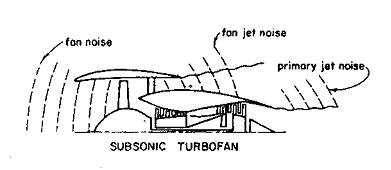 fan noise
fan jet noise
primary jet noise
SUBSONIC TURBOFAN